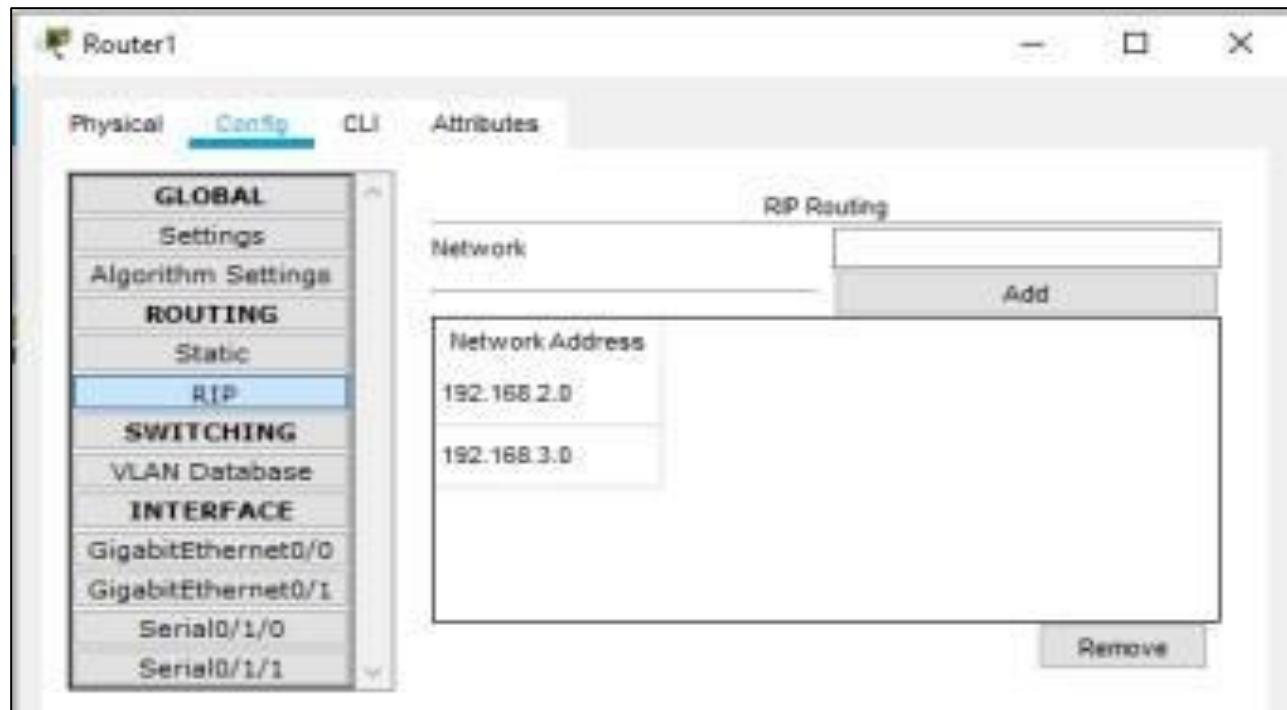 Router1
Physical Config CLI Attributes
GLOBAL
Settings
Algorithm Settings
ROUTING
Static
RIP
SWITCHING
VLAN Database
INTERFACE
GigabitEthernet0/0
GigabitEthernet0/1
Serial0/1/0
Serial0/1/1
RIP Routing
Network
Add
Network Address
192.168.2.0
192.168.3.0
Remove